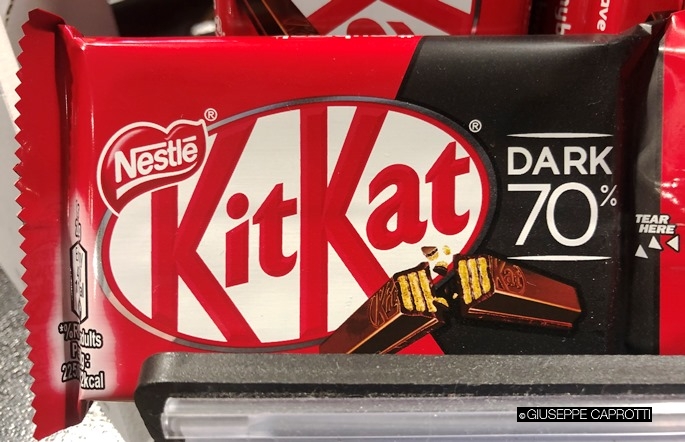 Nestlé®
KitKat®
DARK
70%
TEAR
HERE
©GIUSEPPE CAPROTTI